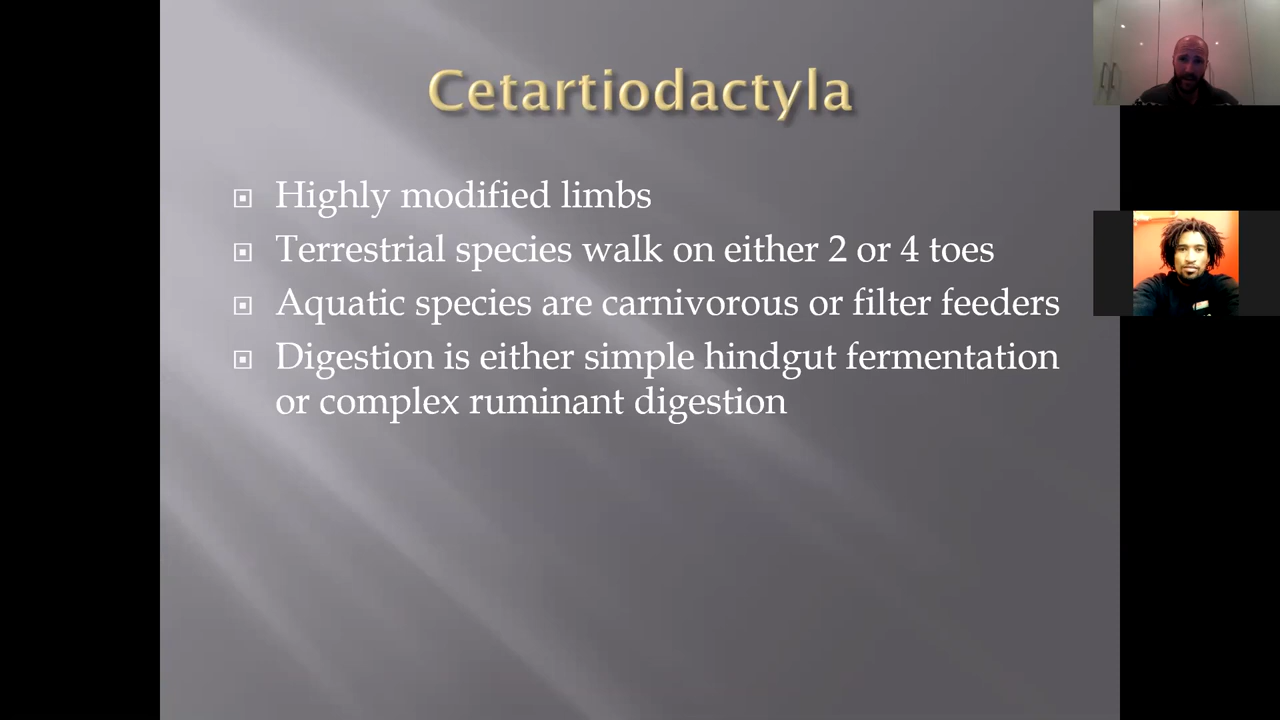 Cetartiodactyla
Highly modified limbs
Terrestrial species walk on either 2 or 4 toes
Aquatic species are carnivorous or filter feeders
Digestion is either simple hindgut fermentation
or complex ruminant digestion